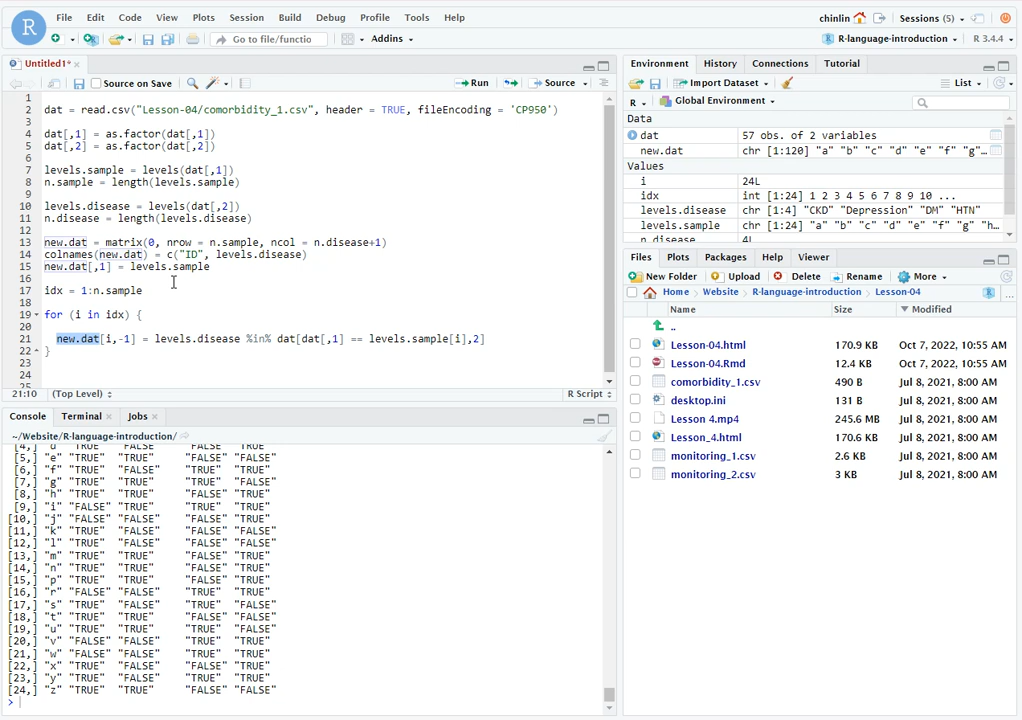 File Edit Code View Plots Session Build Debug Profile Tools Help
chinlin Sessions (5)
Go to file/functio Addins
R-language-introduction R 3.4.4
Untitled1*
Source on Save Run Source
1
2 dat = read.csv("Lesson-04/comorbidity_1.csv", header = TRUE, fileEncoding = 'CP950')
3
4 dat[,1] = as.factor(dat[,1])
5 dat[,2] = as.factor(dat[,2])
6
7 levels.sample = levels(dat[,1])
8 n.sample = length(levels.sample)
9
10 levels.disease = levels(dat[,2])
11 n.disease = length(levels.disease)
12
13 new.dat = matrix(0, nrow = n.sample, ncol = n.disease+1)
14 colnames(new.dat) = c("ID", levels.disease)
15 new.dat[,1] = levels.sample
16
17 idx = 1:n.sample
18
19 for (i in idx) {
20
21 new.dat[i,-1] = levels.disease %in% dat[dat[,1] == levels.sample[i],2]
22 }
23
24
25
21:10 (Top Level) R Script
Console Terminal Jobs
~/Website/R-language-introduction/
[4,] "d" "TRUE" "FALSE" "FALSE" "TRUE"
[5,] "e" "TRUE" "TRUE" "FALSE" "FALSE"
[6,] "f" "FALSE" "FALSE" "TRUE" "TRUE"
[7,] "g" "TRUE" "TRUE" "TRUE" "FALSE"
[8,] "h" "TRUE" "TRUE" "FALSE" "TRUE"
[9,] "i" "FALSE" "TRUE" "TRUE" "FALSE"
[10,] "j" "FALSE" "FALSE" "FALSE" "TRUE"
[11,] "k" "TRUE" "FALSE" "FALSE" "FALSE"
[12,] "l" "TRUE" "FALSE" "FALSE" "FALSE"
[13,] "m" "TRUE" "TRUE" "FALSE" "TRUE"
[14,] "n" "TRUE" "TRUE" "FALSE" "TRUE"
[15,] "p" "TRUE" "TRUE" "FALSE" "TRUE"
[16,] "r" "FALSE" "TRUE" "FALSE" "TRUE"
[17,] "s" "TRUE" "TRUE" "TRUE" "FALSE"
[18,] "t" "TRUE" "TRUE" "FALSE" "TRUE"
[19,] "u" "TRUE" "TRUE" "TRUE" "FALSE"
[20,] "v" "FALSE" "FALSE" "TRUE" "TRUE"
[21,] "w" "FALSE" "FALSE" "TRUE" "FALSE"
[22,] "x" "TRUE" "FALSE" "FALSE" "TRUE"
[23,] "y" "TRUE" "FALSE" "TRUE" "TRUE"
[24,] "z" "TRUE" "TRUE" "FALSE" "FALSE"
>
Environment History Connections Tutorial
Import Dataset List
R Global Environment
Data
dat 57 obs. of 2 variables
new.dat chr [1:120] "a" "b" "c" "d" "e" "f" "g"…
Values
i 24L
idx int [1:24] 1 2 3 4 5 6 7 8 9 10 ...
levels.disease chr [1:4] "CKD" "Depression" "DM" "HTN"
levels.sample chr [1:24] "a" "b" "c" "d" "e" "f" "g" "h…
n.disease 4L
Files Plots Packages Help Viewer
New Folder Upload Delete Rename More
Home Website R-language-introduction Lesson-04 ...
Name Size Modified
..
Lesson-04.html 170.9 KB Oct 7, 2022, 10:55 AM
Lesson-04.Rmd 12.4 KB Oct 7, 2022, 10:55 AM
comorbidity_1.csv 490 B Jul 8, 2021, 8:00 AM
desktop.ini 131 B Jul 8, 2021, 8:00 AM
Lesson 4.mp4 245.6 MB Jul 8, 2021, 8:00 AM
Lesson_4.html 170.6 KB Jul 8, 2021, 8:00 AM
monitoring_1.csv 2.6 KB Jul 8, 2021, 8:00 AM
monitoring_2.csv 3 KB Jul 8, 2021, 8:00 AM